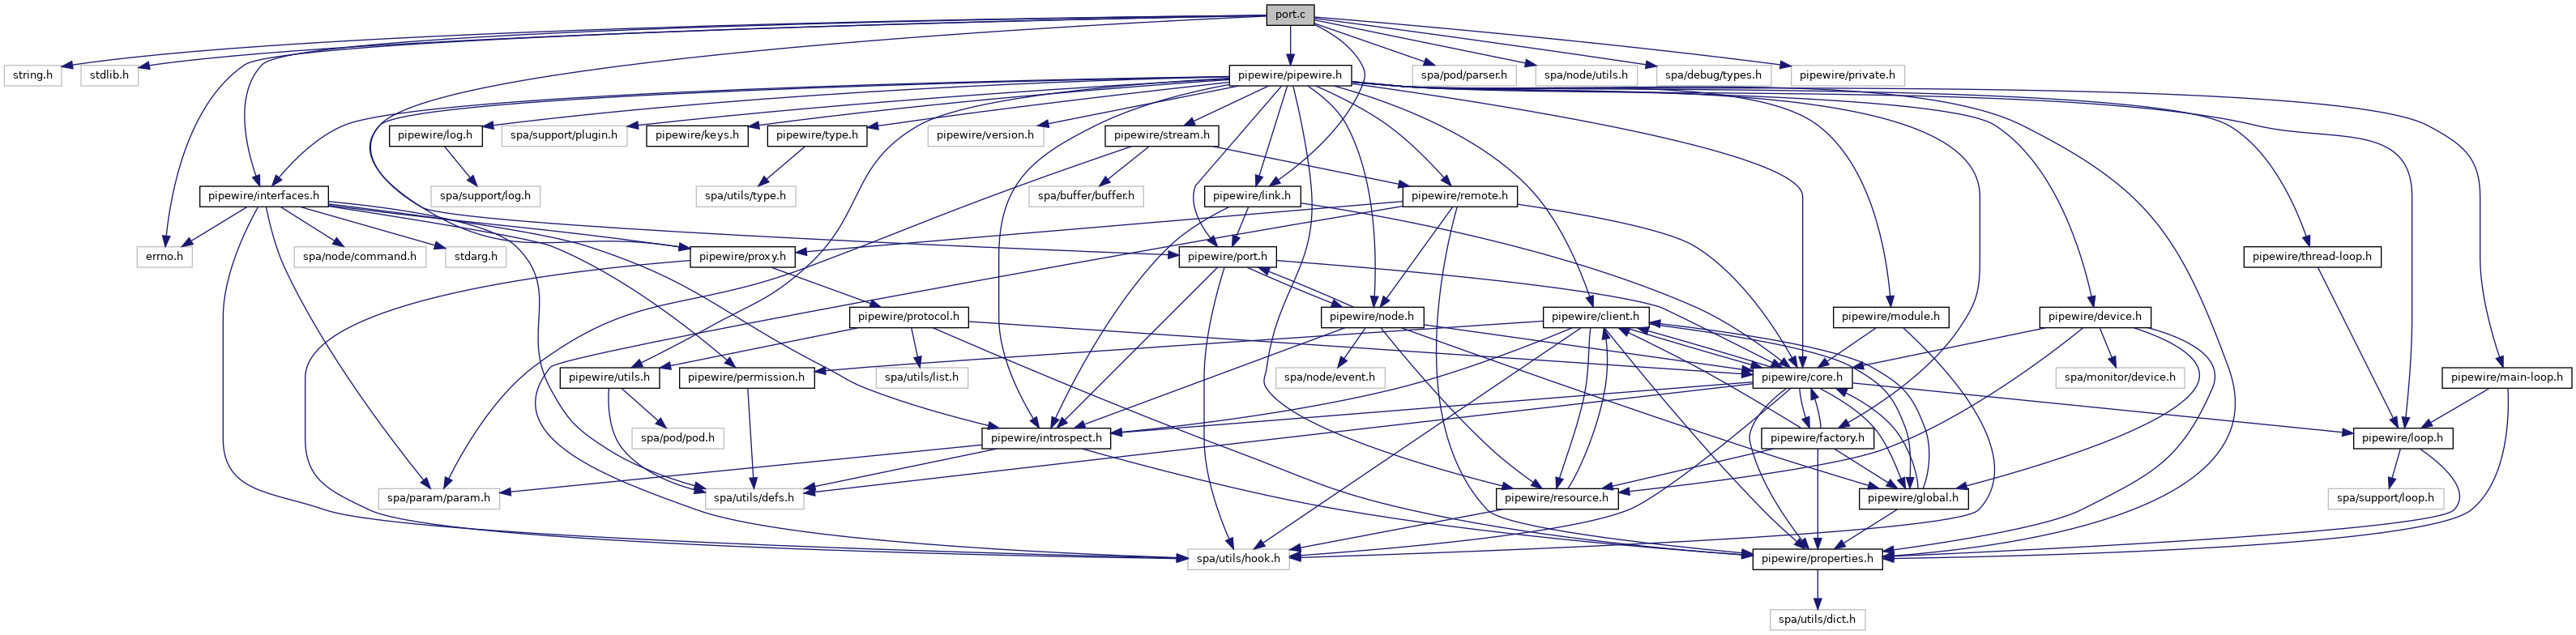 port.c
string.h
stdlib.h
pipewire/pipewire.h
spa/pod/parser.h
spa/node/utils.h
spa/debug/types.h
pipewire/private.h
pipewire/log.h
spa/support/plugin.h
pipewire/keys.h
pipewire/type.h
pipewire/version.h
pipewire/stream.h
pipewire/interfaces.h
spa/support/log.h
spa/utils/type.h
spa/buffer/buffer.h
pipewire/link.h
pipewire/remote.h
errno.h
spa/node/command.h
stdarg.h
pipewire/proxy.h
pipewire/port.h
pipewire/thread-loop.h
pipewire/protocol.h
pipewire/node.h
pipewire/client.h
pipewire/module.h
pipewire/device.h
pipewire/utils.h
pipewire/permission.h
spa/utils/list.h
spa/node/event.h
pipewire/core.h
spa/monitor/device.h
pipewire/main-loop.h
spa/pod/pod.h
pipewire/introspect.h
pipewire/factory.h
pipewire/loop.h
spa/param/param.h
spa/utils/defs.h
pipewire/resource.h
pipewire/global.h
spa/support/loop.h
spa/utils/hook.h
pipewire/properties.h
spa/utils/dict.h